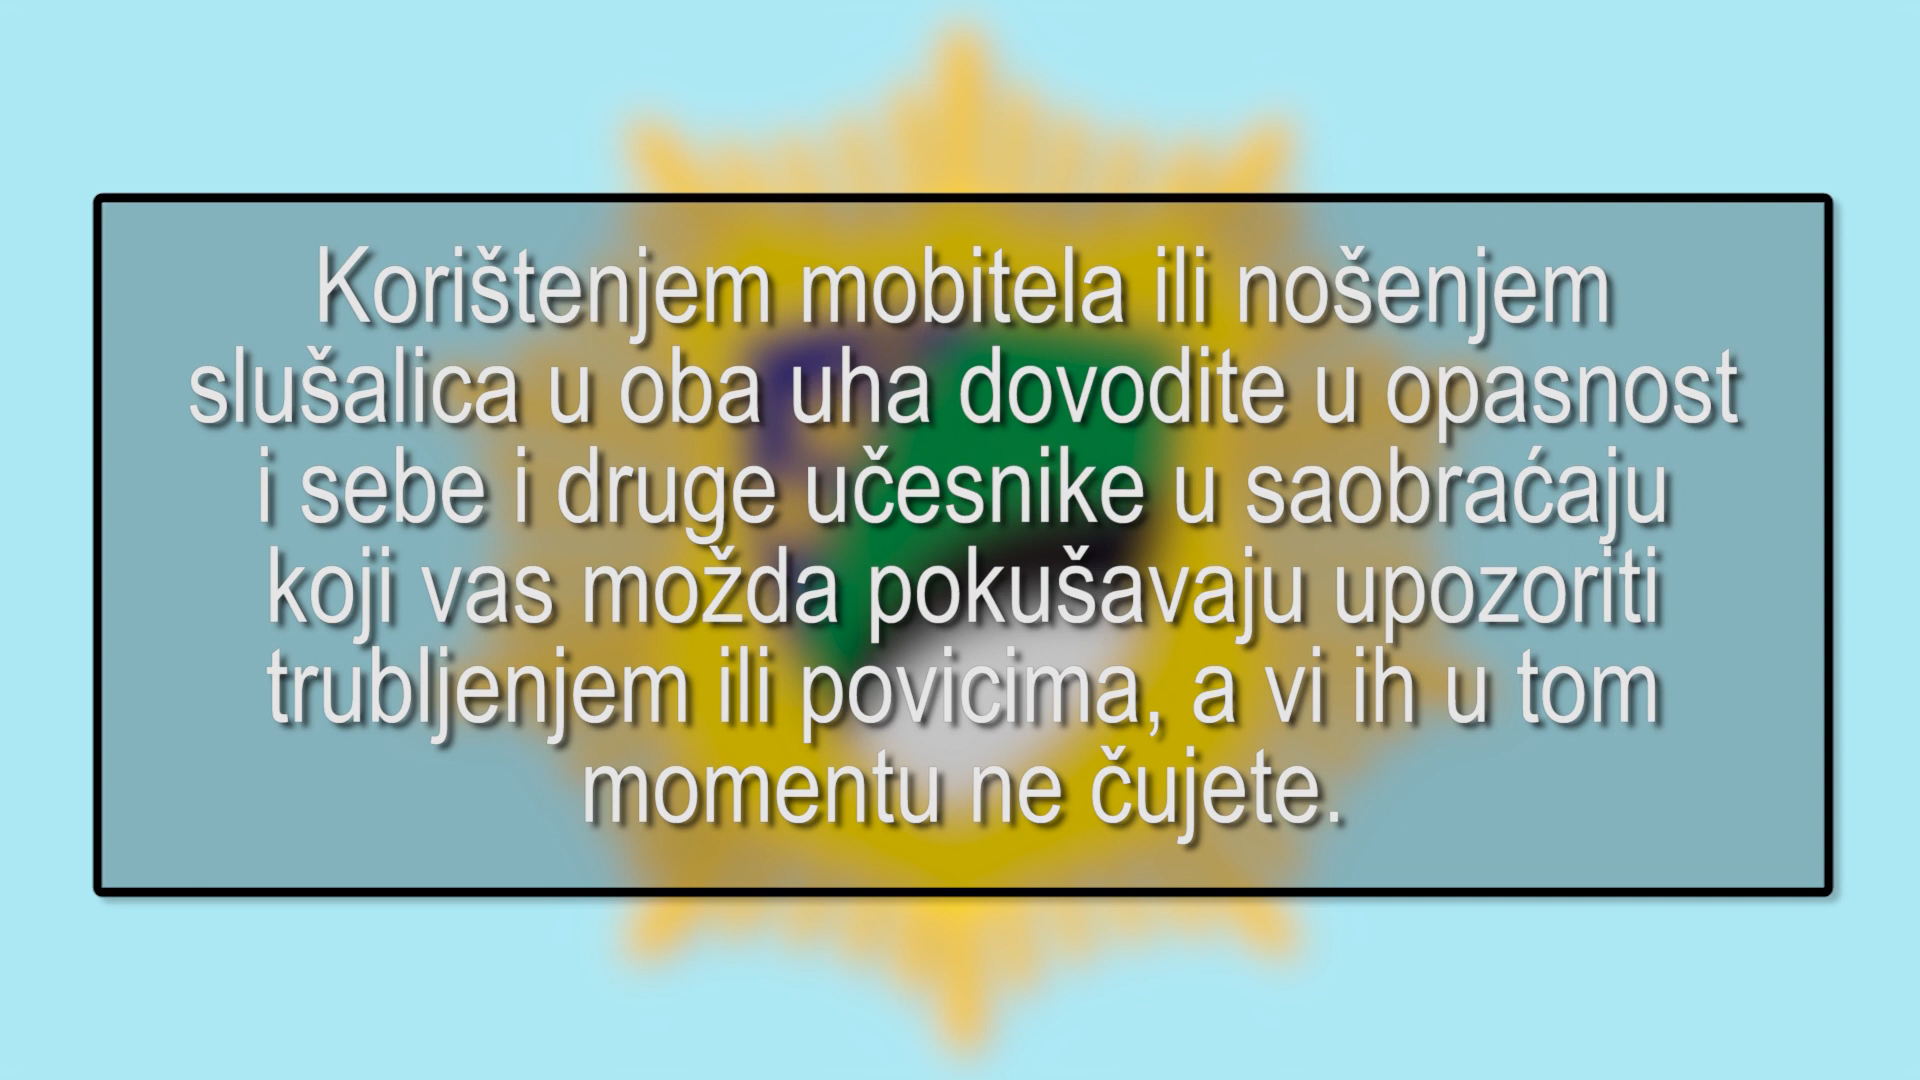 Korištenjem mobitela ili nošenjem
slušalica u oba uha dovodite u opasnost
i sebe i druge učesnike u saobraćaju
koji vas možda pokušavaju upozoriti
trubljenjem ili povicima, a vi ih u tom
momentu ne čujete.